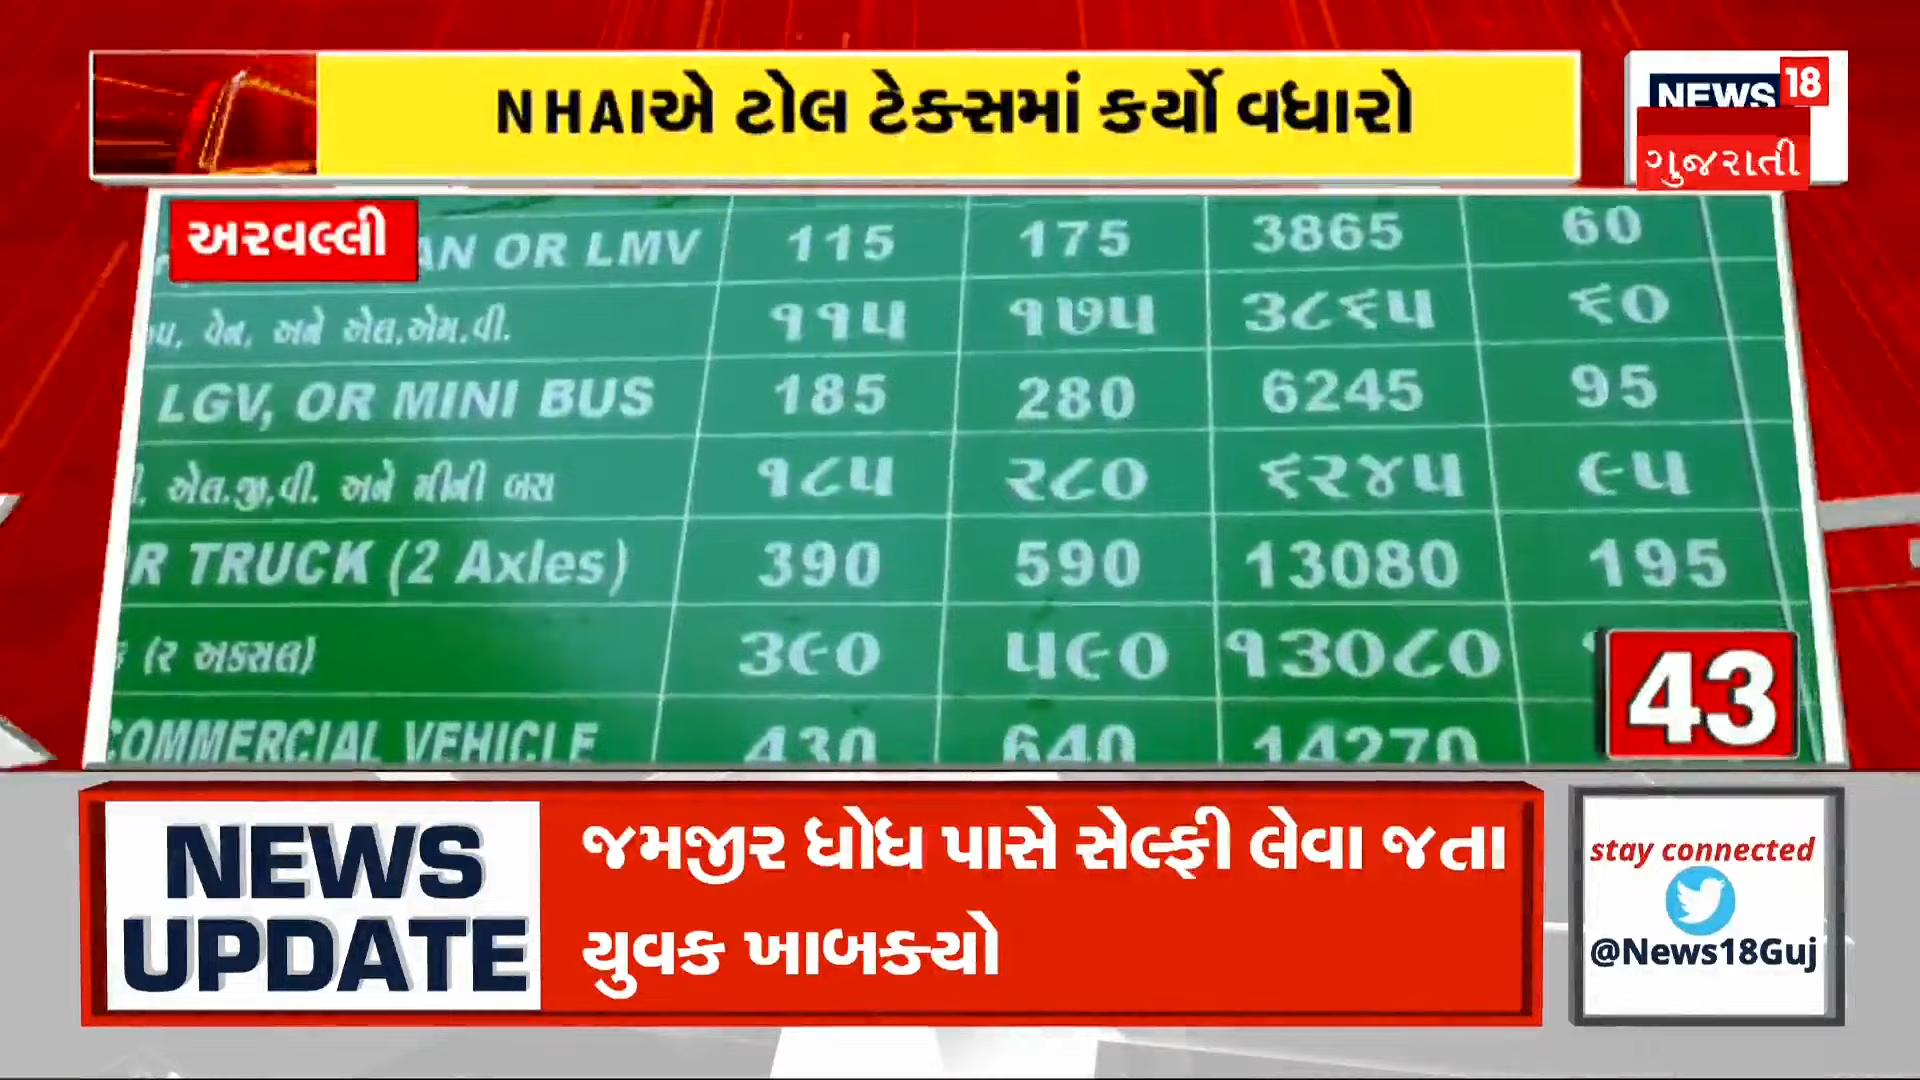 NHAIએ ટોલ ટેક્સમાં કર્યો વધારો
NEWS 18
ગુજરાતી
અરવલ્લી
OR LMV 115 175 3865 60
વેન, અને એલ.એમ.વી. ૧૧૫ ૧૭૫ ૩૮૬૫ ૬૦
LGV, OR MINI BUS 185 280 6245 95
એલ.જી.વી. અને મીની બસ ૧૮૫ ૨૮૦ ૬૨૪૫ ૯૫
TRUCK (2 Axles) 390 590 13080 195
(૨ અક્સલ) ૩૯૦ ૫૯૦ ૧૩૦૮૦
COMMERCIAL VEHICLE 430 640 14270
43
NEWS UPDATE
જમજીર ધોધ પાસે સેલ્ફી લેવા જતા
યુવક ખાબક્યો
stay connected
@News18Guj